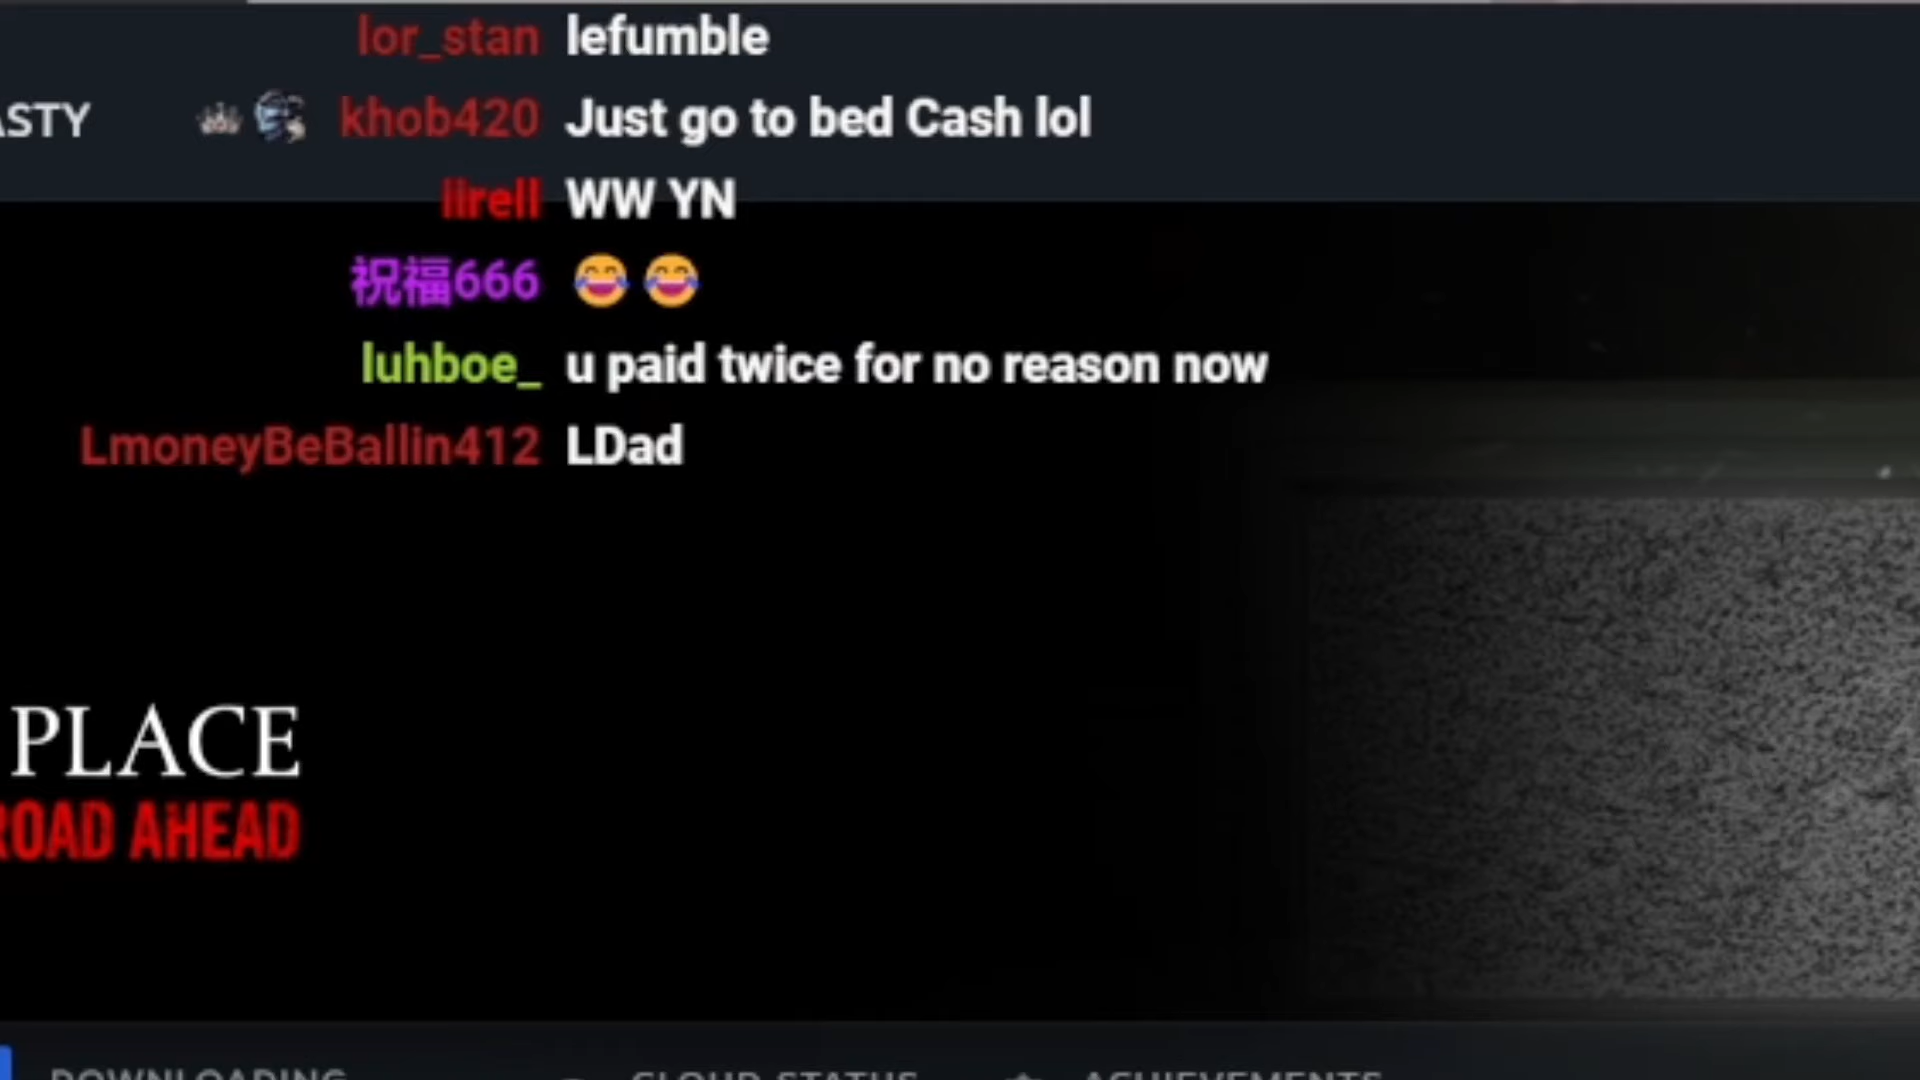 lor_stan lefumble
ASTY
khob420 Just go to bed Cash lol
lirell WW YN
祝福666 😂 😂
luhboe_ u paid twice for no reason now
LmoneyBeBallin412 LDad
PLACE
ROAD AHEAD
DOWNLOADING
CLOUD STATUS
ACHIEVEMENTS